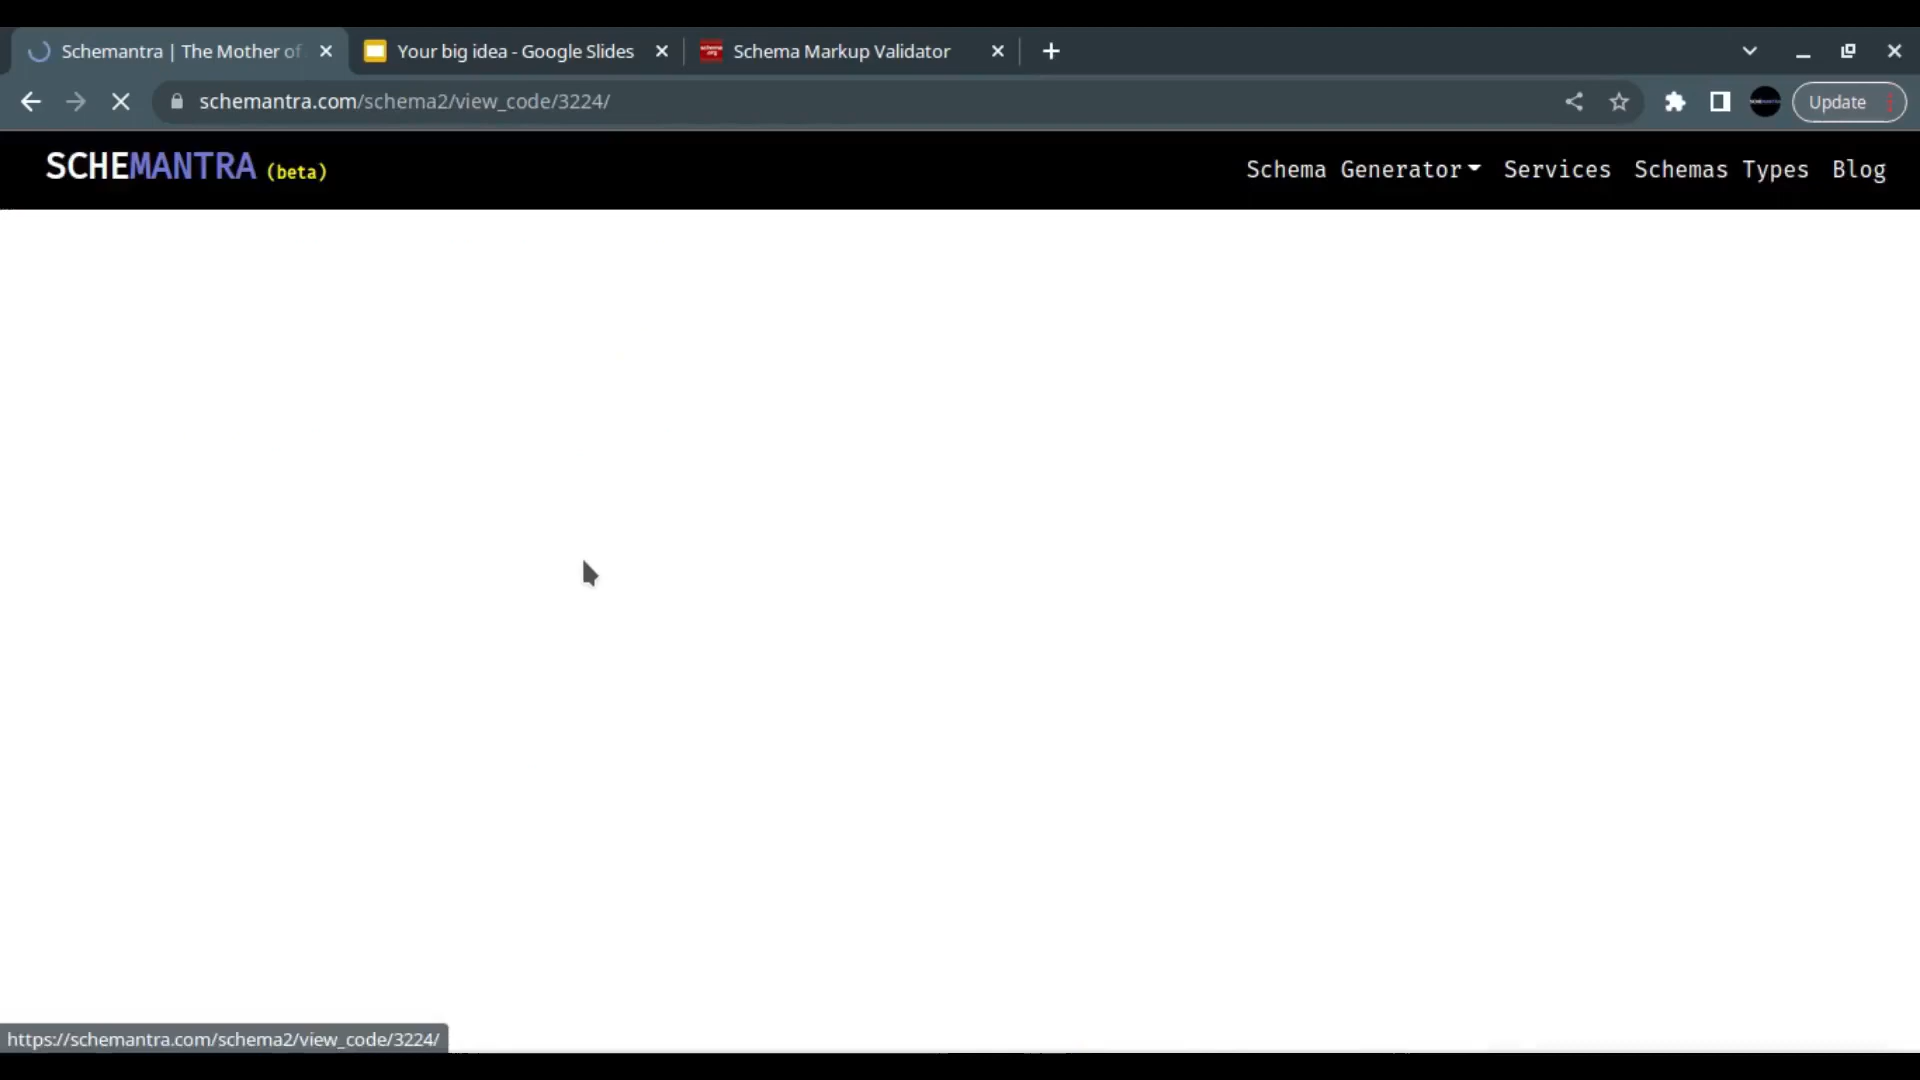 Schemantra | The Mother of
Your big idea - Google Slides
Schema Markup Validator
schemantra.com/schema2/view_code/3224/
Update
SCHEMANTRA (beta)
Schema Generator
Services
Schemas Types
Blog
https://schemantra.com/schema2/view_code/3224/